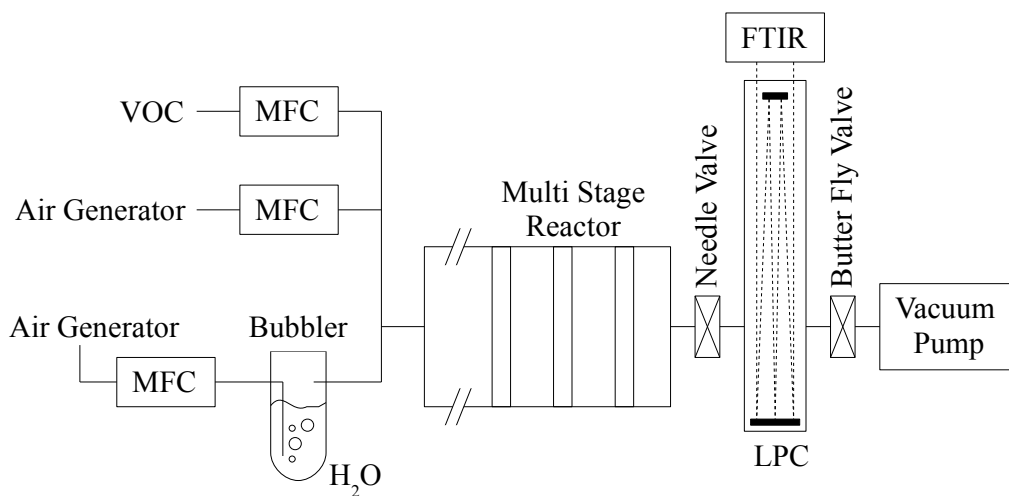 FTIR
VOC
MFC
Air Generator
MFC
Multi Stage
Reactor
Needle Valve
Butter Fly Valve
Air Generator
MFC
Bubbler
H₂O
Vacuum
Pump
LPC